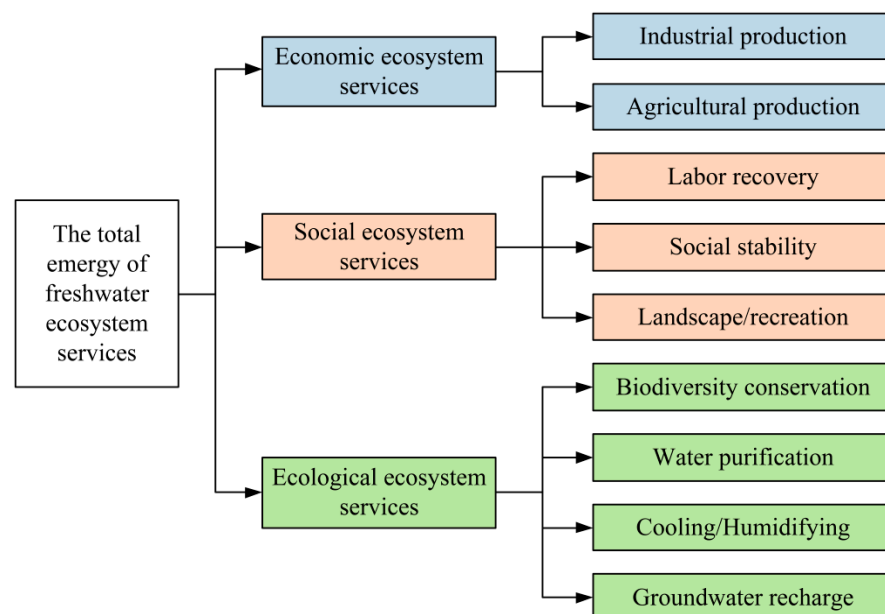 The total
emergy of
freshwater
ecosystem
services
Economic ecosystem
services
Industrial production
Agricultural production
Social ecosystem
services
Labor recovery
Social stability
Landscape/recreation
Ecological ecosystem
services
Biodiversity conservation
Water purification
Cooling/Humidifying
Groundwater recharge